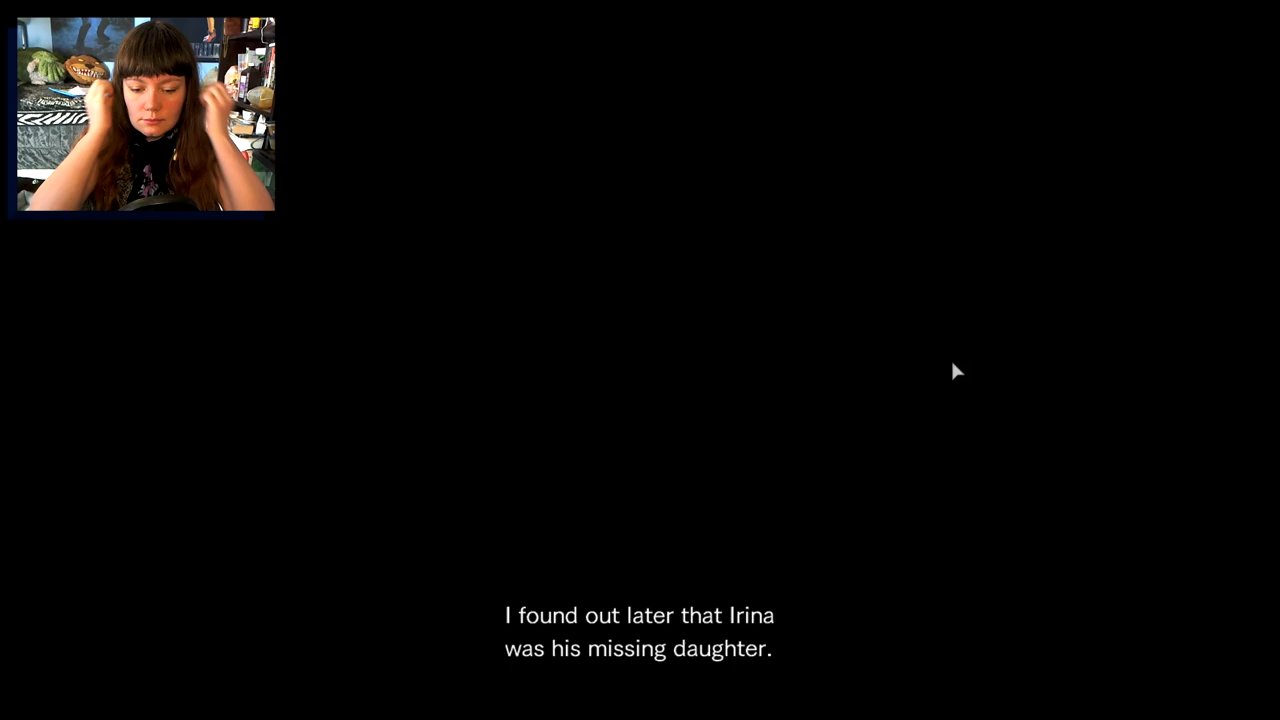 I found out later that Irina
was his missing daughter.